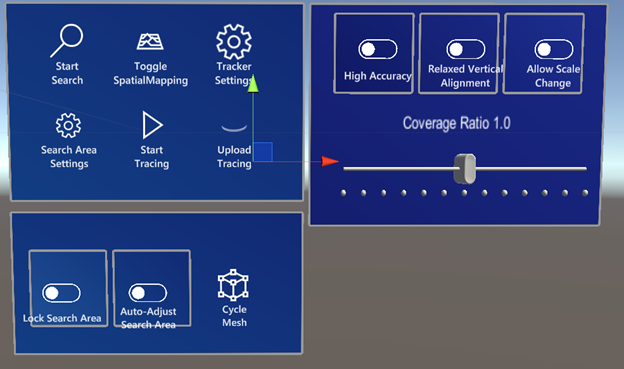 Start
Search
Toggle
SpatialMapping
Tracker
Settings
Search Area
Settings
Start
Tracing
Upload
Tracing
High Accuracy
Relaxed Vertical
Alignment
Allow Scale
Change
Coverage Ratio 1.0
Lock Search Area
Auto-Adjust
Search Area
Cycle
Mesh